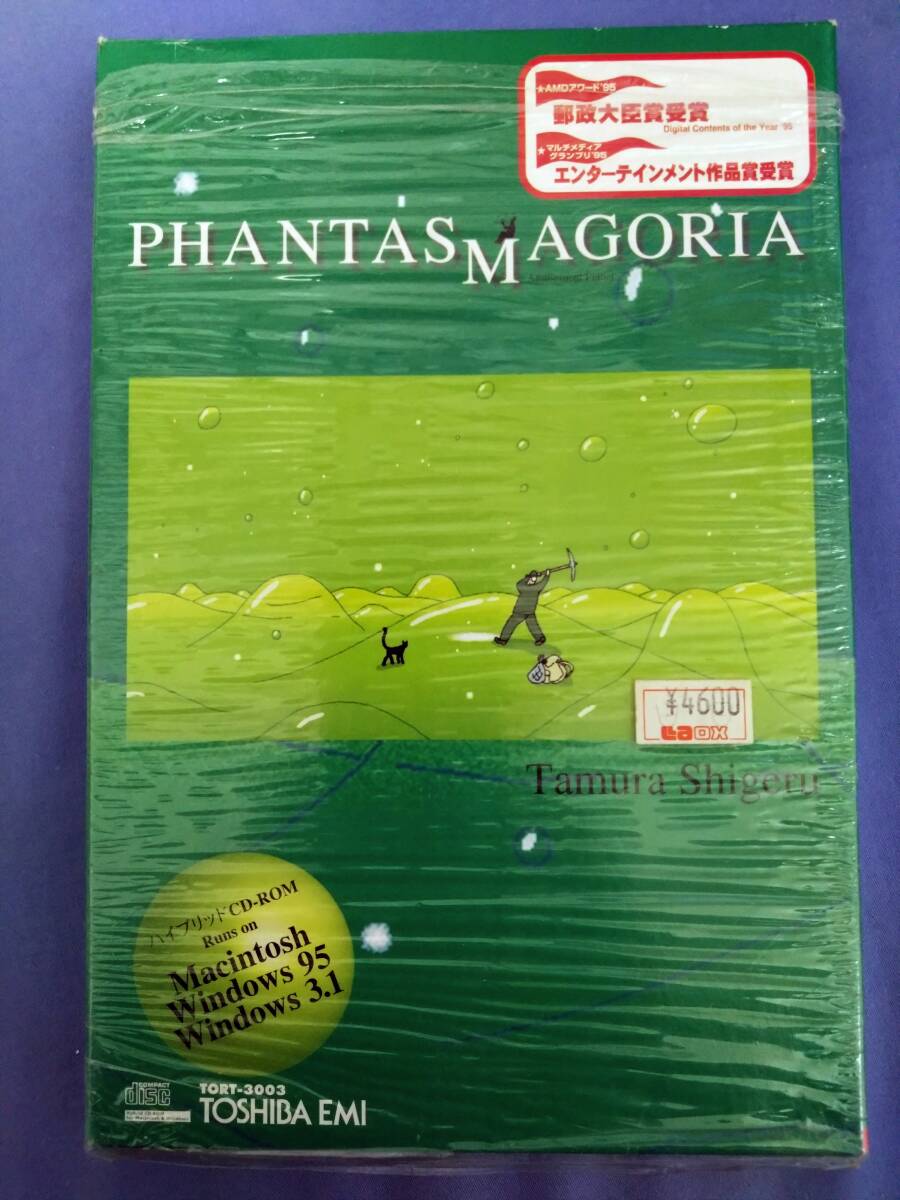 ★AMDアワード'95
郵政大臣賞受賞
Digital Contents of the Year '95
★マルチメディア
グランプリ'95
エンターテインメント作品賞受賞
PHANTASMAGORIA
¥4600
LaOX
Tamura Shigeru
ハイブリッドCD-ROM
Runs on
Macintosh
Windows 95
Windows 3.1
COMPACT
disc
TORT-3003
TOSHIBA EMI